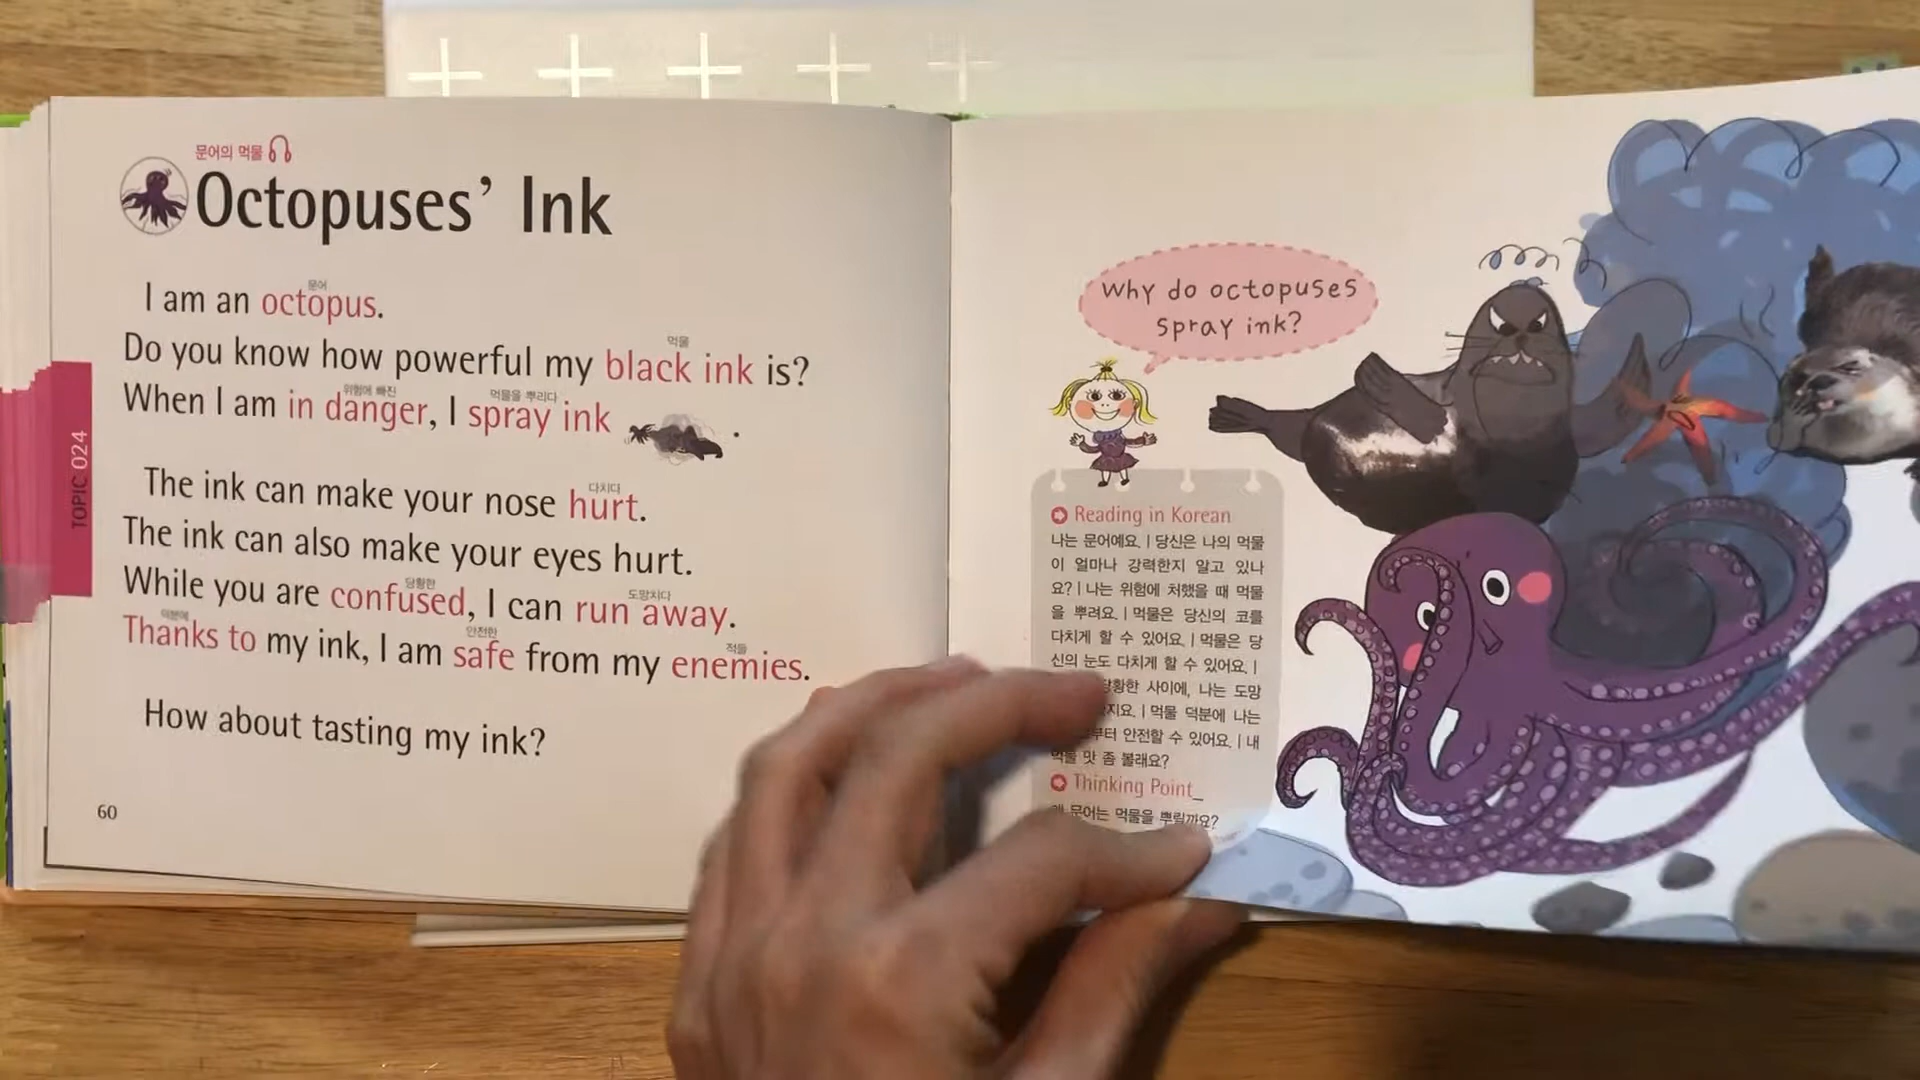 문어의 먹물
Octopuses' Ink
문어
I am an octopus.
먹물
Do you know how powerful my black ink is?
위험에 빠진 먹물을 뿌리다
When I am in danger, I spray ink .
다치다
The ink can make your nose hurt.
The ink can also make your eyes hurt.
당황한 도망치다
While you are confused, I can run away.
덕분에 안전한 적들
Thanks to my ink, I am safe from my enemies.
How about tasting my ink?
60
TOPIC 024
Why do octopuses
spray ink?
Reading in Korean
나는 문어예요. | 당신은 나의 먹물
이 얼마나 강력한지 알고 있나
요? | 나는 위험에 처했을 때 먹물
을 뿌려요. | 먹물은 당신의 코를
다치게 할 수 있어요. | 먹물은 당
신의 눈도 다치게 할 수 있어요. |
당황한 사이에, 나는 도망
지요. | 먹물 덕분에 나는
부터 안전할 수 있어요. | 내
먹물 맛 좀 볼래요?
Thinking Point_
왜 문어는 먹물을 뿌릴까요?